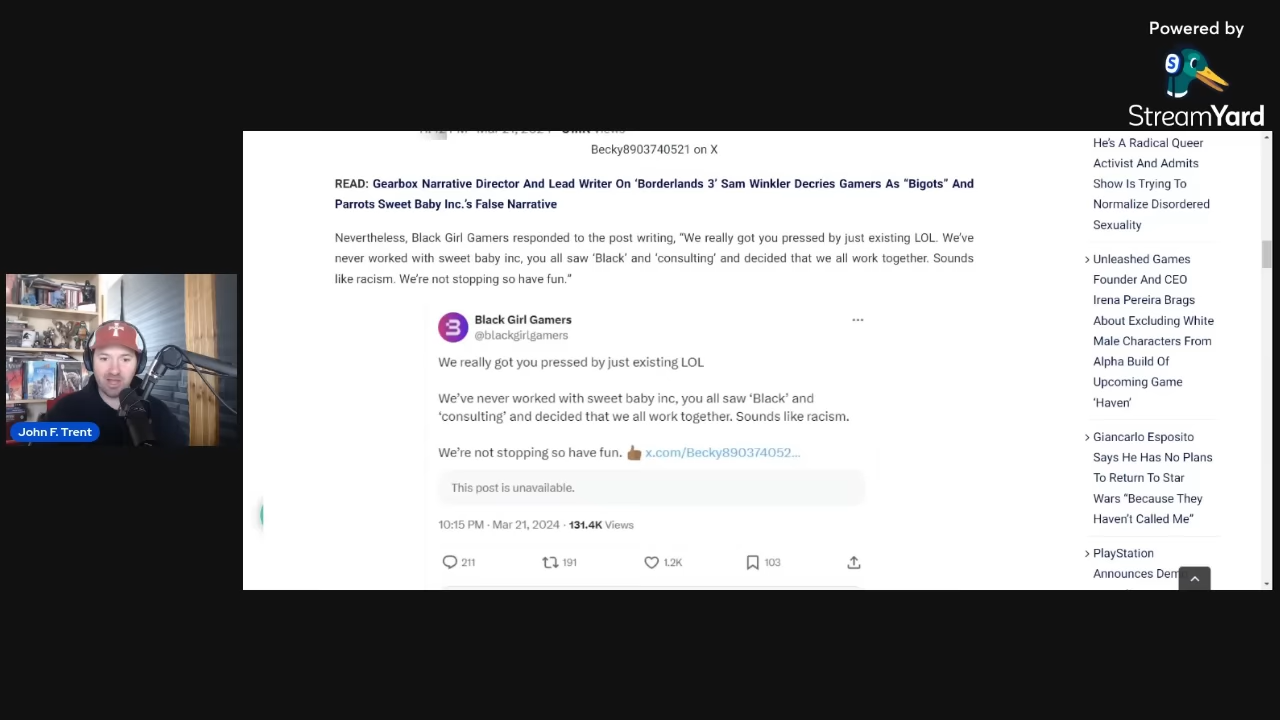 Powered by
StreamYard
Becky8903740521 on X
READ: Gearbox Narrative Director And Lead Writer On ‘Borderlands 3’ Sam Winkler Decries Gamers As “Bigots” And
Parrots Sweet Baby Inc.’s False Narrative
Nevertheless, Black Girl Gamers responded to the post writing, “We really got you pressed by just existing LOL. We’ve
never worked with sweet baby inc, you all saw ‘Black’ and ‘consulting’ and decided that we all work together. Sounds
like racism. We’re not stopping so have fun.”
Black Girl Gamers
@blackgirlgamers
We really got you pressed by just existing LOL
We’ve never worked with sweet baby inc, you all saw ‘Black’ and
‘consulting’ and decided that we all work together. Sounds like racism.
We’re not stopping so have fun. x.com/Becky890374052...
This post is unavailable.
10:15 PM · Mar 21, 2024 · 131.4K Views
211 191 1.2K 103
He’s A Radical Queer
Activist And Admits
Show Is Trying To
Normalize Disordered
Sexuality
Unleashed Games
Founder And CEO
Irena Pereira Brags
About Excluding White
Male Characters From
Alpha Build Of
Upcoming Game
‘Haven’
Giancarlo Esposito
Says He Has No Plans
To Return To Star
Wars “Because They
Haven’t Called Me”
PlayStation
Announces
John F. Trent